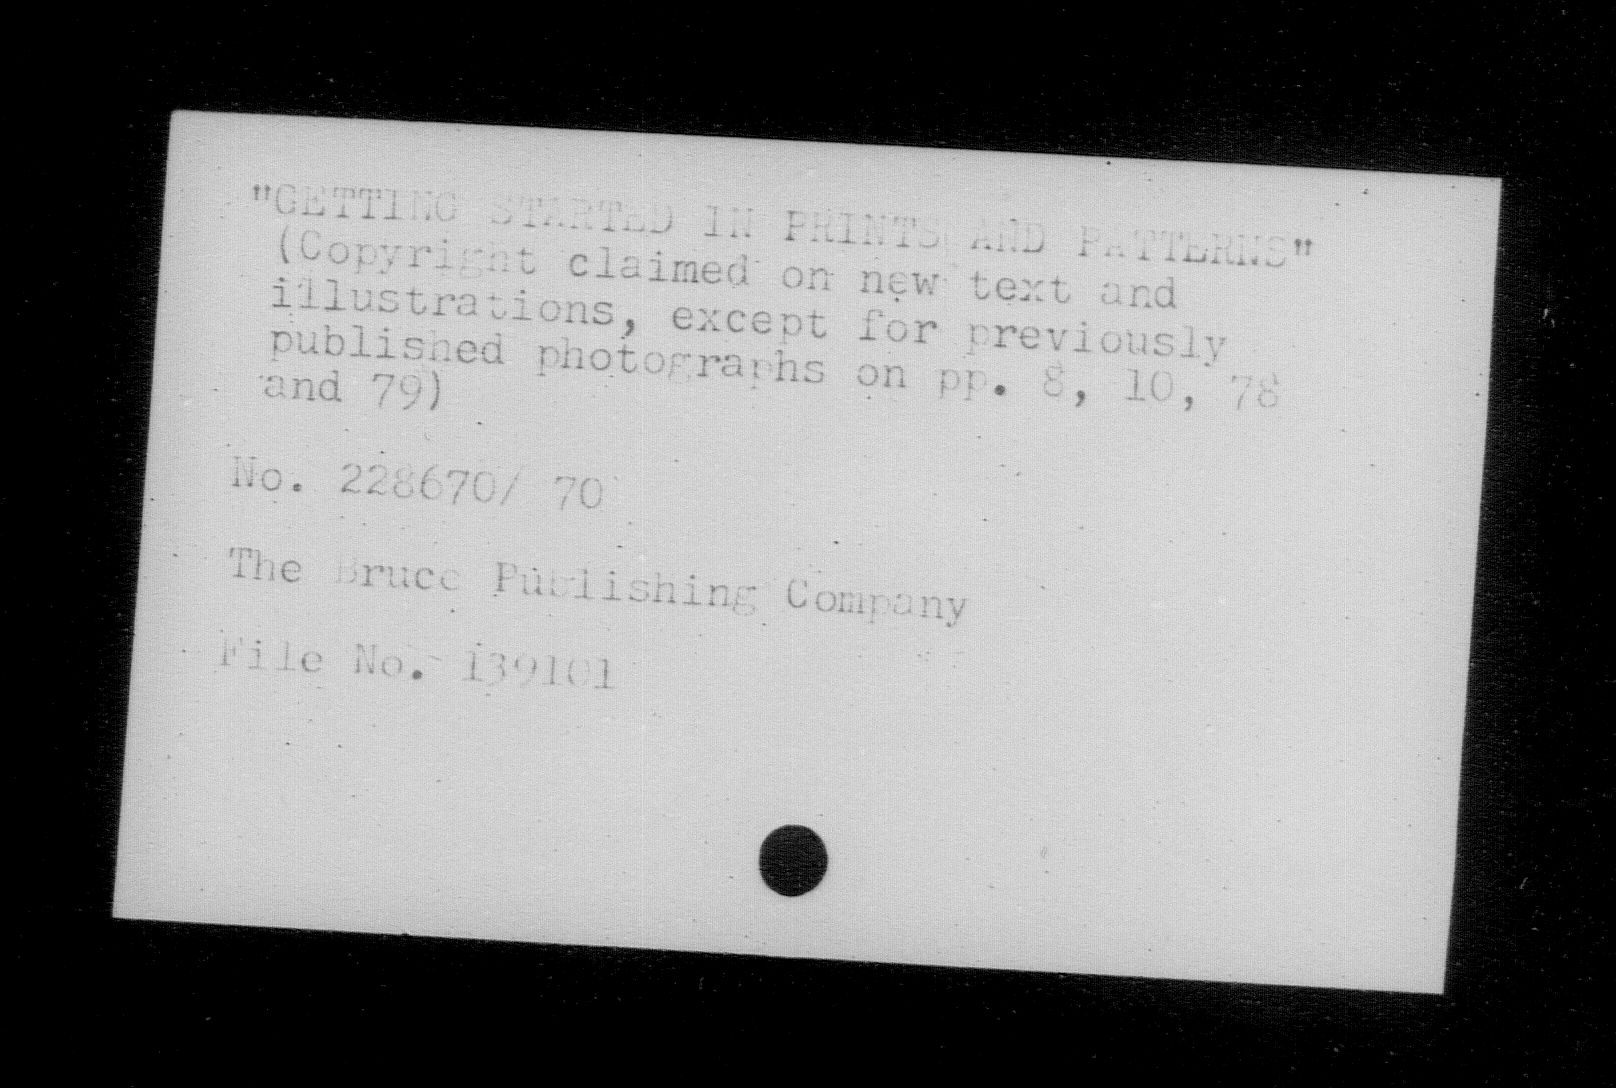 "GETTING STARTED IN PRINTS AND PATTERNS"
(Copyright claimed on new text and
illustrations, except for previously
published photographs on pp. 8, 10, 78
and 79)
No. 228670/ 70
The Bruce Publishing Company
File No. 139101